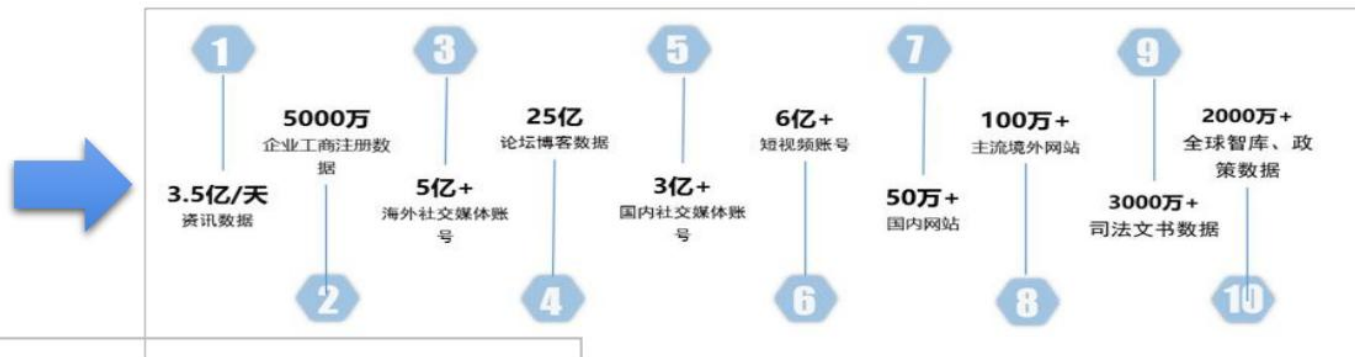 1
3.5亿/天
资讯数据
5000万
企业工商注册数
据
2
3
5亿+
海外社交媒体账
号
25亿
论坛博客数据
4
5
3亿+
国内社交媒体账
号
6亿+
短视频账号
6
7
50万+
国内网站
100万+
主流境外网站
8
9
3000万+
司法文书数据
2000万+
全球智库、政
策数据
10